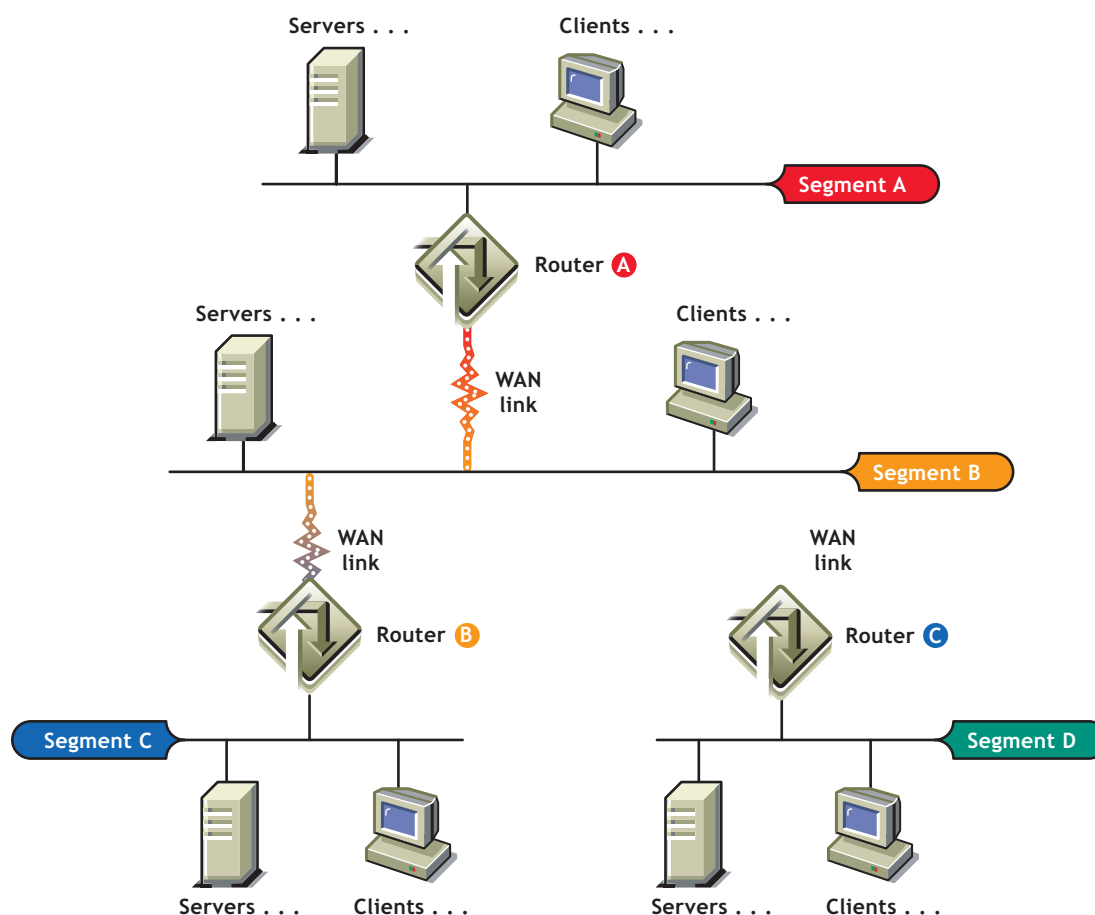 Servers . . .
Clients . . .
Segment A
Router A
Servers . . .
Clients . . .
WAN
link
Segment B
WAN
link
WAN
link
Router B
Router C
Segment C
Segment D
Servers . . .
Clients . . .
Servers . . .
Clients . . .